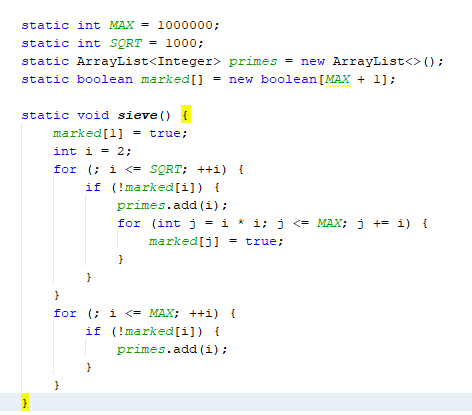 static int MAX = 1000000;
static int SQRT = 1000;
static ArrayList<Integer> primes = new ArrayList<>();
static boolean marked[] = new boolean[MAX + 1];

static void sieve() {
    marked[1] = true;
    int i = 2;
    for (; i <= SQRT; ++i) {
        if (!marked[i]) {
            primes.add(i);
            for (int j = i * i; j <= MAX; j += i) {
                marked[j] = true;
            }
        }
    }
    for (; i <= MAX; ++i) {
        if (!marked[i]) {
            primes.add(i);
        }
    }
}